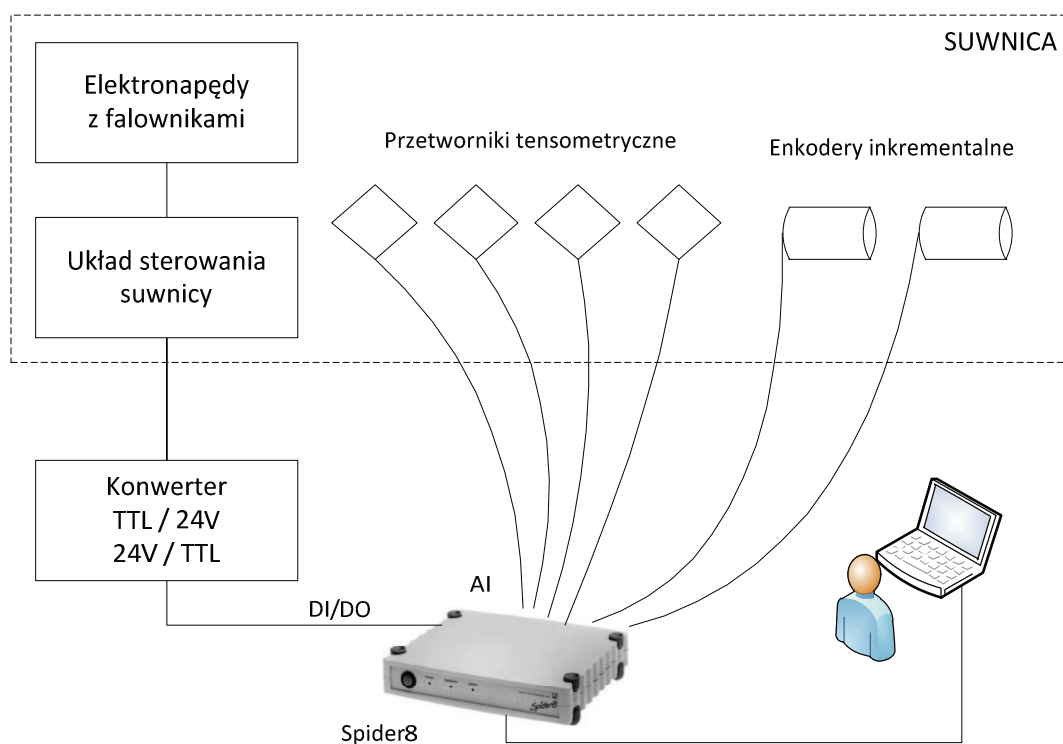 SUWNICA
Elektronapędy
z falownikami
Przetworniki tensometryczne
Enkodery inkrementalne
Układ sterowania
suwnicy
Konwerter
TTL / 24V
24V / TTL
AI
DI/DO
Spider8
Spider8